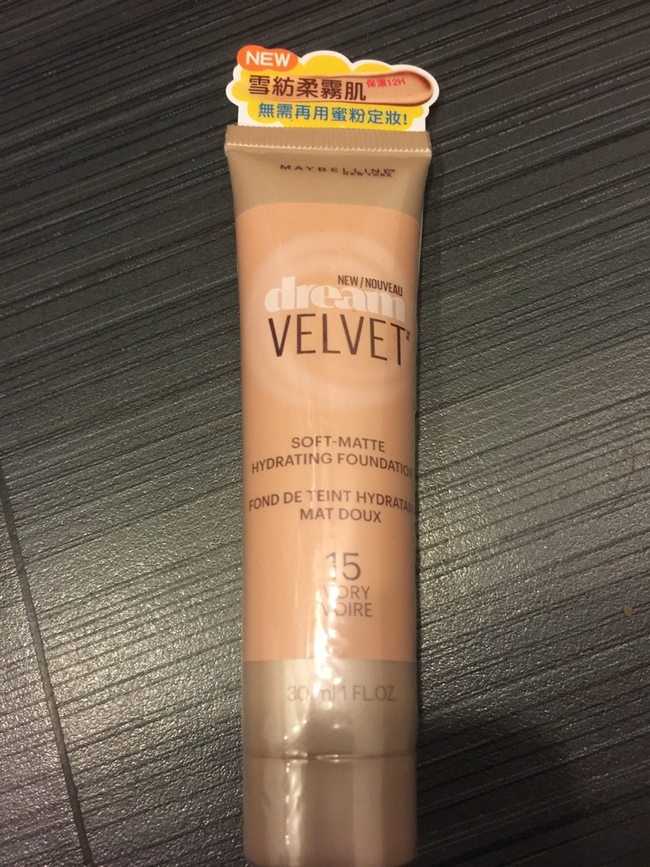 NEW
雪紡柔霧肌 保濕12H
無需再用蜜粉定妝!
MAYBELLINE
NEW YORK
NEW/NOUVEAU
dream
VELVET
SOFT-MATTE
HYDRATING FOUNDATION
FOND DE TEINT HYDRATANT
MAT DOUX
15
IVORY
IVOIRE
30 ml 1 FL.OZ